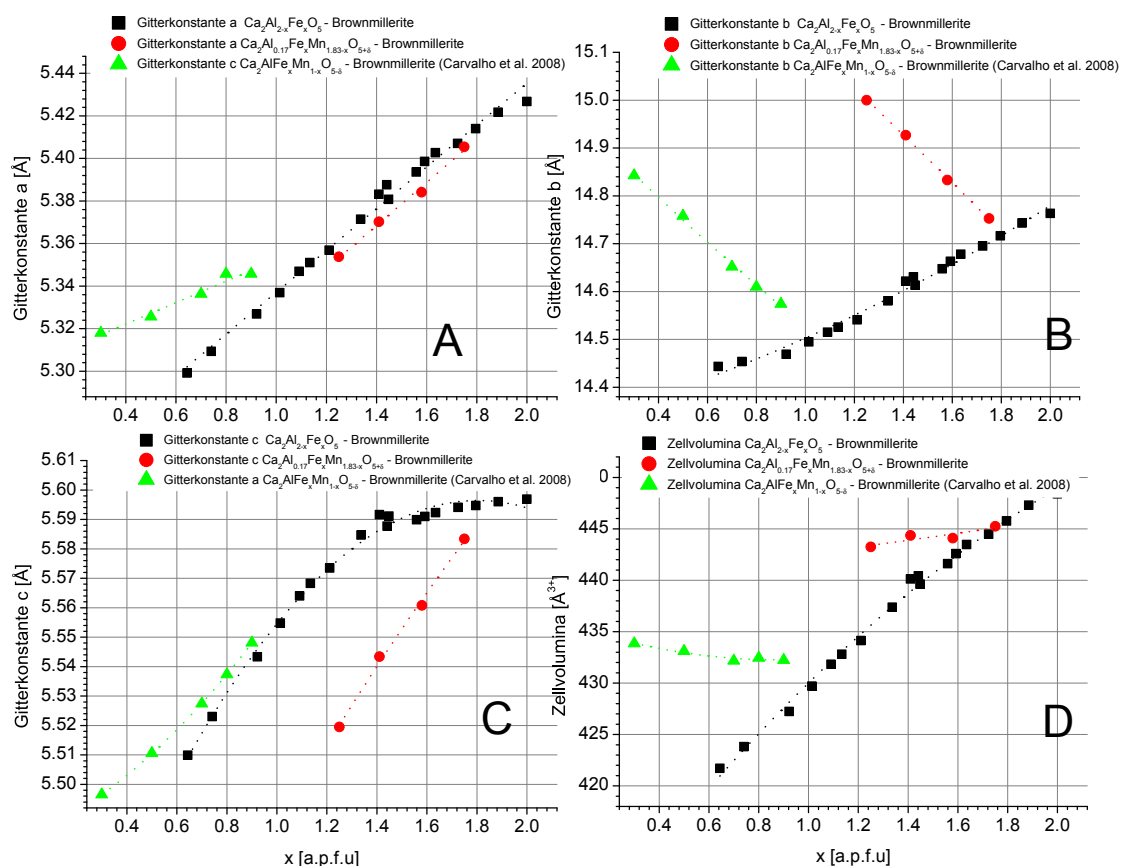 Gitterkonstante a Ca2Al2-xFexO5 - Brownmillerite
Gitterkonstante a Ca2Al0.17FexMn1.83-xO5+δ - Brownmillerite
Gitterkonstante c Ca2AlFexMn1-xO5-δ - Brownmillerite (Carvalho et al. 2008)
5.44
5.42
5.40
5.38
5.36
5.34
5.32
5.30
Gitterkonstante a [Å]
A
0.4 0.6 0.8 1.0 1.2 1.4 1.6 1.8 2.0
Gitterkonstante b Ca2Al2-xFexO5 - Brownmillerite
Gitterkonstante b Ca2Al0.17FexMn1.83-xO5+δ - Brownmillerite
Gitterkonstante b Ca2AlFexMn1-xO5-δ - Brownmillerite (Carvalho et al. 2008)
15.1
15.0
14.9
14.8
14.7
14.6
14.5
14.4
Gitterkonstante b [Å]
B
0.4 0.6 0.8 1.0 1.2 1.4 1.6 1.8 2.0
Gitterkonstante c Ca2Al2-xFexO5 - Brownmillerite
Gitterkonstante c Ca2Al0.17FexMn1.83-xO5+δ - Brownmillerite
Gitterkonstante a Ca2AlFexMn1-xO5-δ - Brownmillerite (Carvalho et al. 2008)
5.61
5.60
5.59
5.58
5.57
5.56
5.55
5.54
5.53
5.52
5.51
5.50
Gitterkonstante c [Å]
C
0.4 0.6 0.8 1.0 1.2 1.4 1.6 1.8 2.0
x [a.p.f.u]
Zellvolumina Ca2Al2-xFexO5 - Brownmillerite
Zellvolumina Ca2Al0.17FexMn1.83-xO5+δ - Brownmillerite
Zellvolumina Ca2AlFexMn1-xO5-δ - Brownmillerite (Carvalho et al. 2008)
0
445
440
435
430
425
420
Zellvolumina [Å3+]
D
0.4 0.6 0.8 1.0 1.2 1.4 1.6 1.8 2.0
x [a.p.f.u]